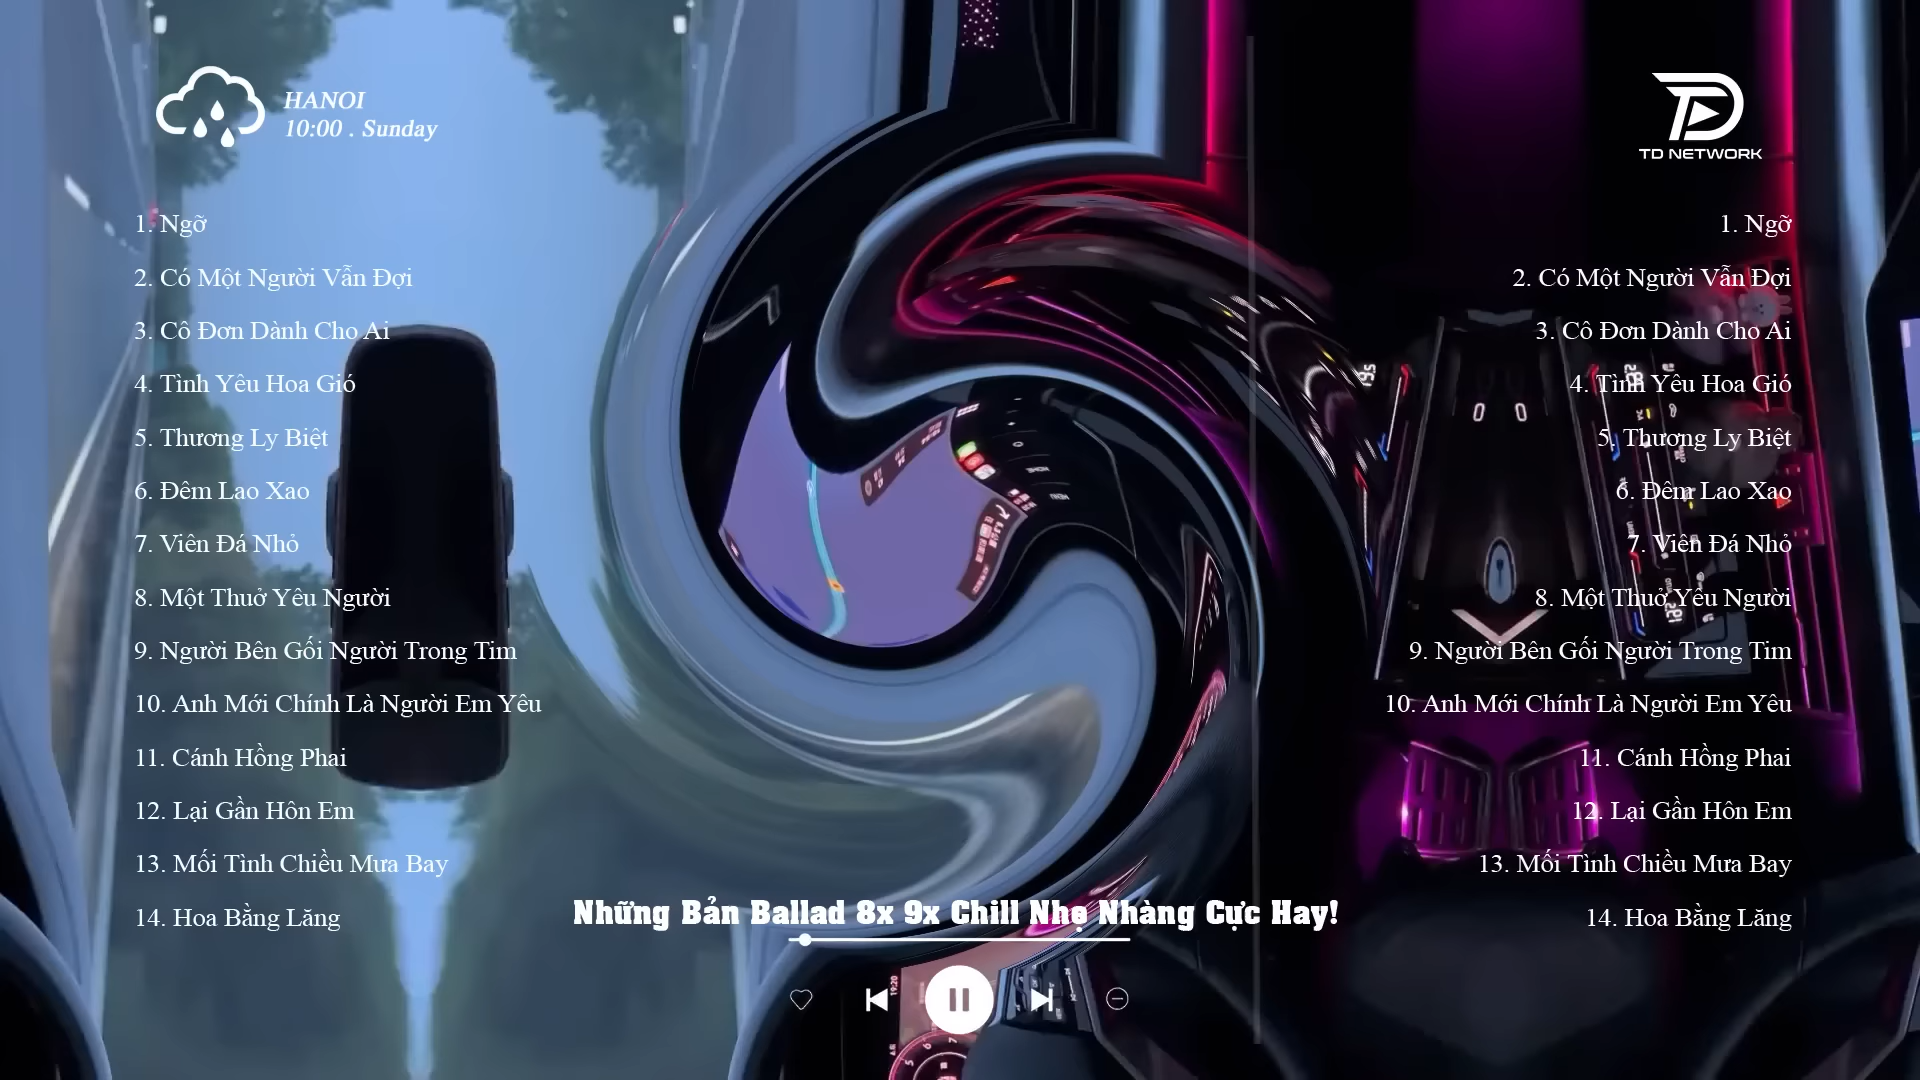 HANOI
10:00 . Sunday
TD NETWORK
1. Ngỡ
2. Có Một Người Vẫn Đợi
3. Cô Đơn Dành Cho Ai
4. Tình Yêu Hoa Gió
5. Thương Ly Biệt
6. Đêm Lao Xao
7. Viên Đá Nhỏ
8. Một Thuở Yêu Người
9. Người Bên Gối Người Trong Tim
10. Anh Mới Chính Là Người Em Yêu
11. Cánh Hồng Phai
12. Lại Gần Hôn Em
13. Mối Tình Chiều Mưa Bay
14. Hoa Bằng Lăng
1. Ngỡ
2. Có Một Người Vẫn Đợi
3. Cô Đơn Dành Cho Ai
4. Tình Yêu Hoa Gió
5. Thương Ly Biệt
6. Đêm Lao Xao
7. Viên Đá Nhỏ
8. Một Thuở Yêu Người
9. Người Bên Gối Người Trong Tim
10. Anh Mới Chính Là Người Em Yêu
11. Cánh Hồng Phai
12. Lại Gần Hôn Em
13. Mối Tình Chiều Mưa Bay
14. Hoa Bằng Lăng
Những Bản Ballad 8x 9x Chill Nhẹ Nhàng Cực Hay!
19:20